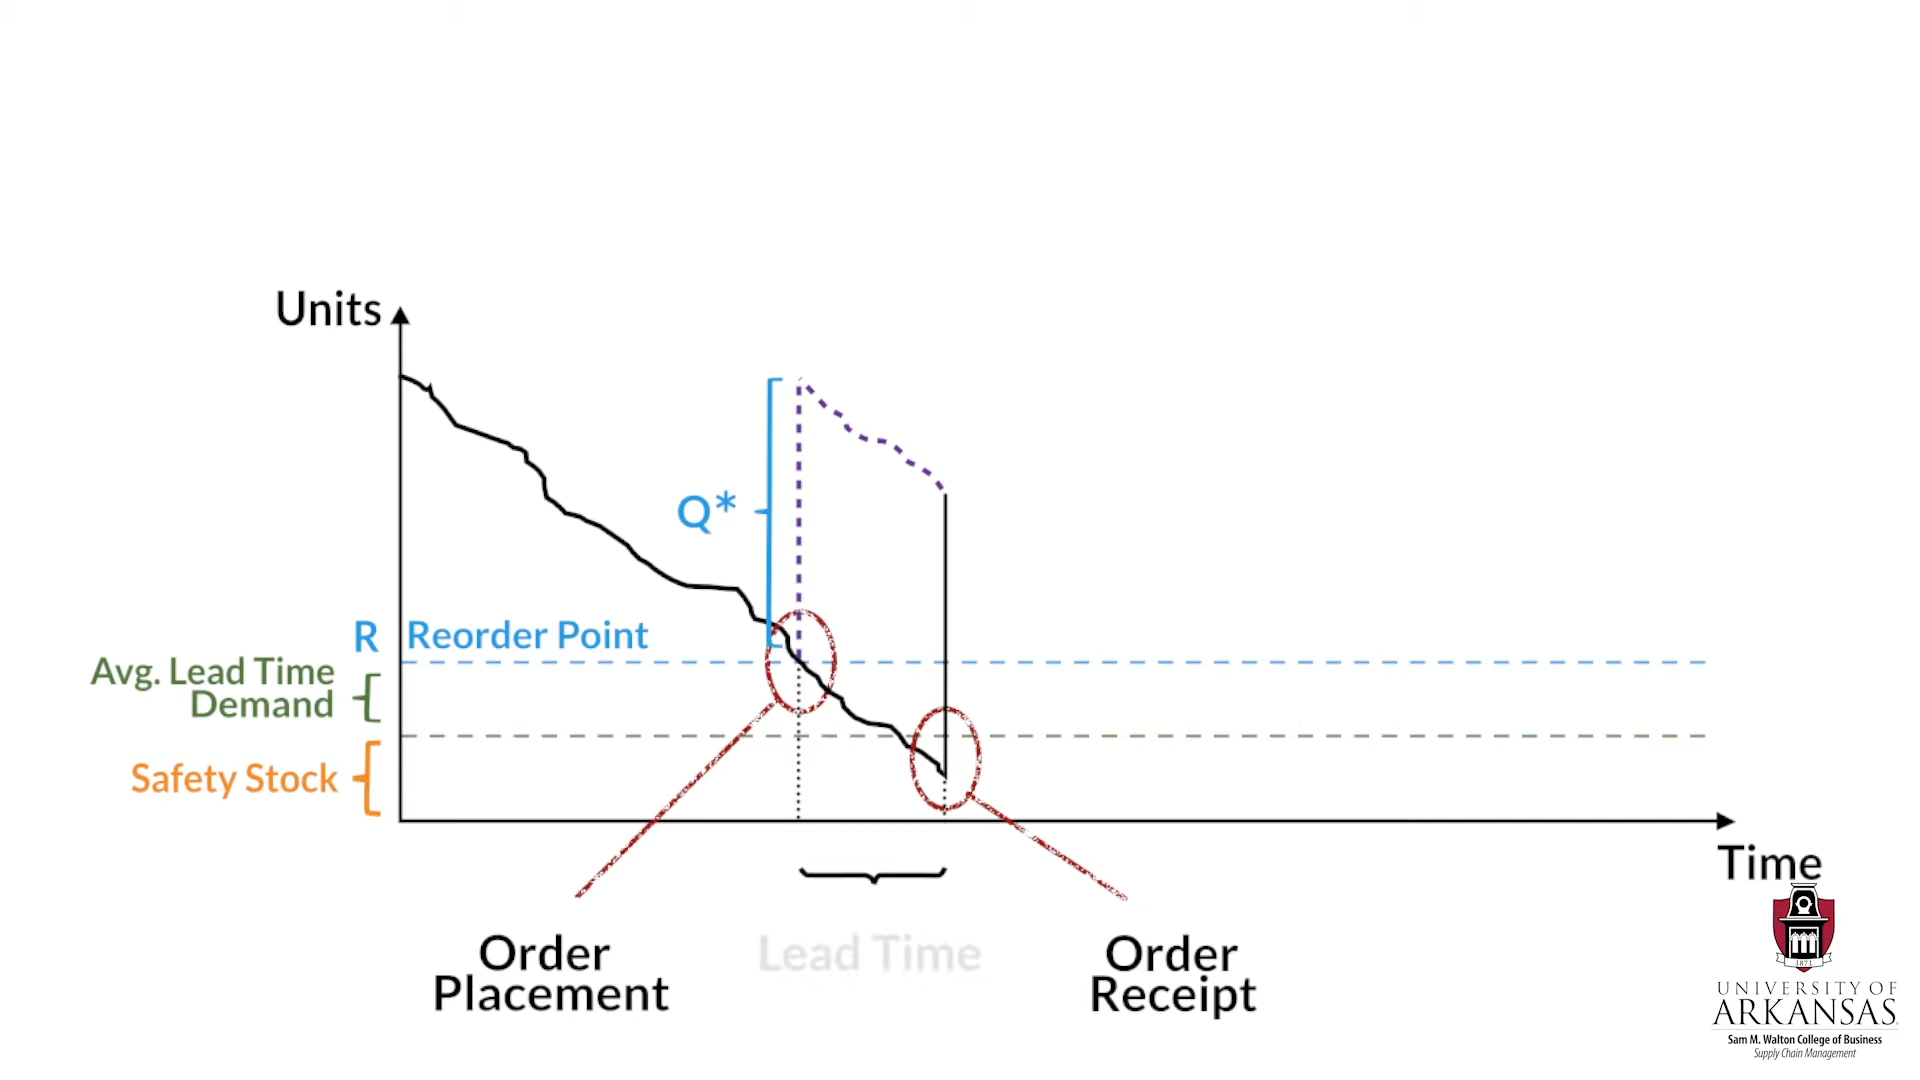 Units
Q*
R Reorder Point
Avg. Lead Time
Demand
Safety Stock
Time
Order
Placement
Lead Time
Order
Receipt
1871
UNIVERSITY OF
ARKANSAS
Sam M. Walton College of Business
Supply Chain Management